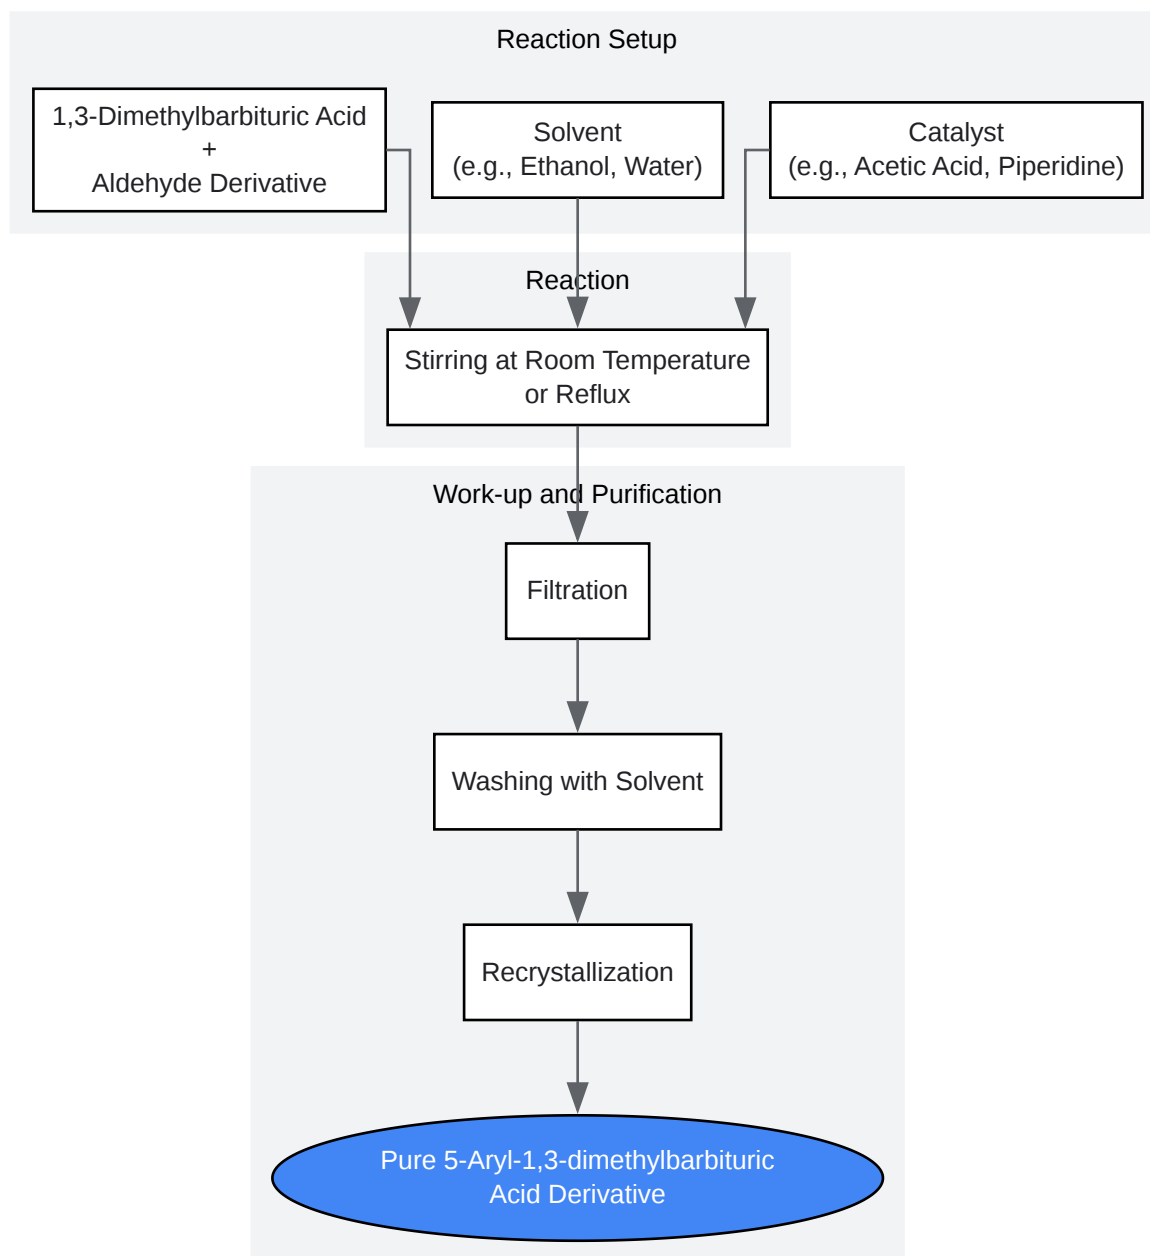 Reaction Setup
1,3-Dimethylbarbituric Acid
+
Aldehyde Derivative
Solvent
(e.g., Ethanol, Water)
Catalyst
(e.g., Acetic Acid, Piperidine)
Reaction
Stirring at Room Temperature
or Reflux
Work-up and Purification
Filtration
Washing with Solvent
Recrystallization
Pure 5-Aryl-1,3-dimethylbarbituric
Acid Derivative